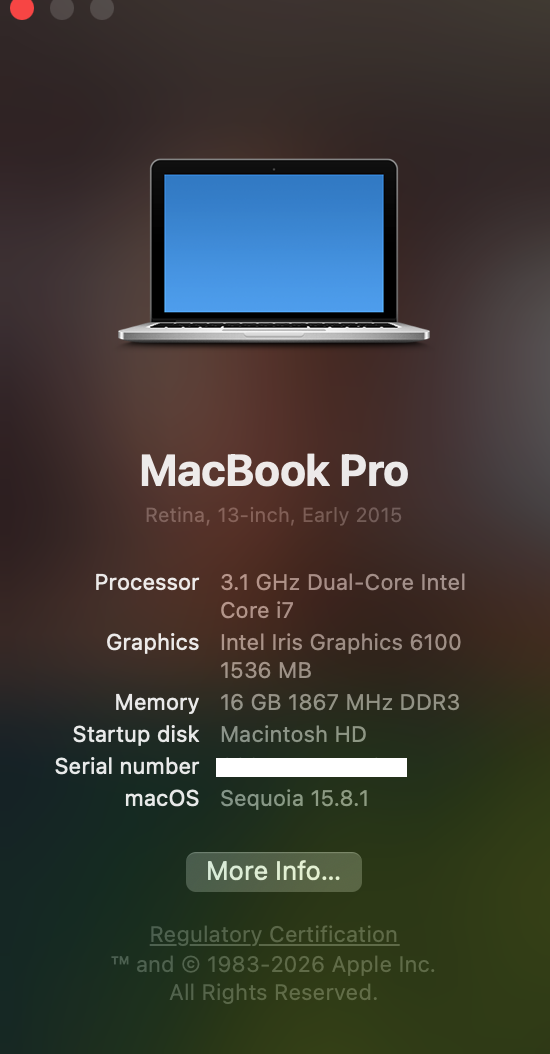 MacBook Pro
Retina, 13-inch, Early 2015
Processor 3.1 GHz Dual-Core Intel
Core i7
Graphics Intel Iris Graphics 6100
1536 MB
Memory 16 GB 1867 MHz DDR3
Startup disk Macintosh HD
Serial number
macOS Sequoia 15.8.1
More Info...
Regulatory Certification
™ and © 1983-2026 Apple Inc.
All Rights Reserved.